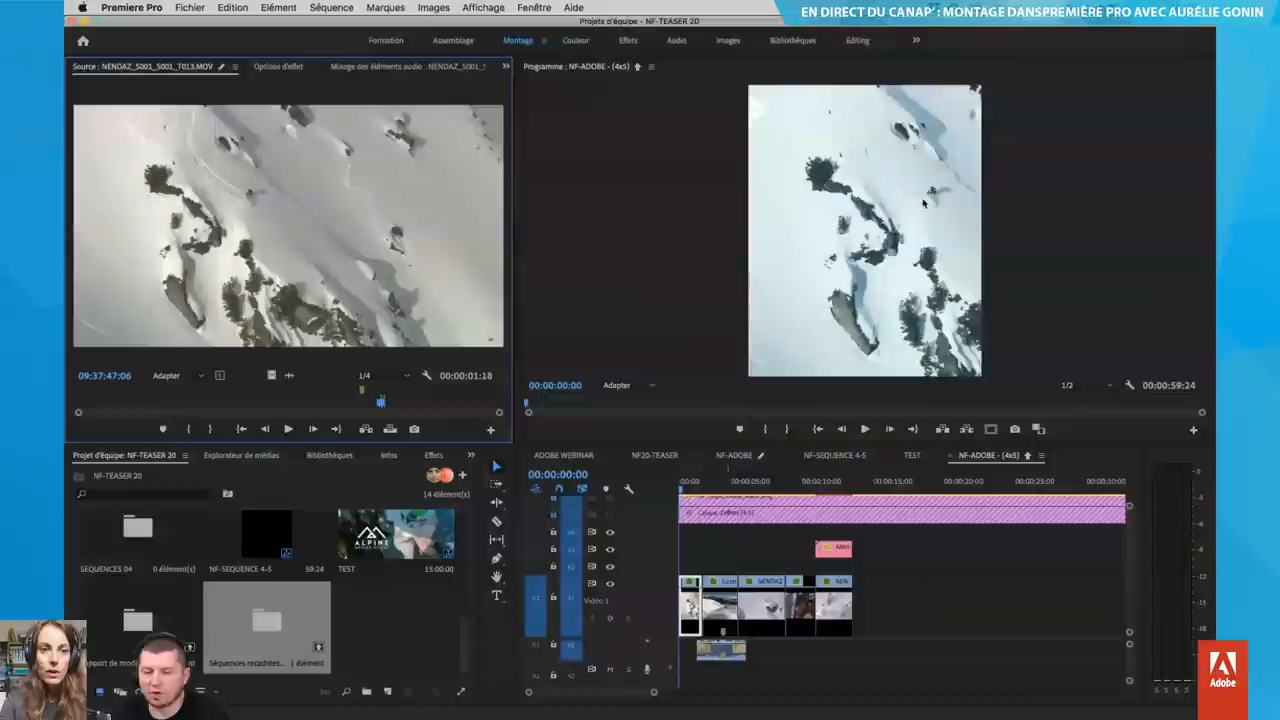 Premiere Pro Fichier Edition Elément Séquence Marques Images Affichage Fenêtre Aide
EN DIRECT DU CANAP' : MONTAGE DANSPREMIÈRE PRO AVEC AURÉLIE GONIN
Projets d'équipe - NF-TEASER 20
Formation Assemblage Montage Couleur Effets Audio Images Bibliothèques Editing
Source : NENDAZ_S001_S001_T013.MOV Options d'effet Mixage des éléments audio : NENDAZ_S001_S
Programme : NF-ADOBE - (4x5)
09:37:47:06 Adapter 1/4 00:00:01:18
00:00:00:00 Adapter 1/2 00:00:59:24
Projet d'équipe: NF-TEASER 20 Explorateur de médias Bibliothèques Infos Effets
NF-TEASER 20
14 élément(s)
SEQUENCES 04 0 élément(s) NF-SEQUENCE 4-5 59:24 TEST 15:00:00
ALPINE
Séquences recadrées... 1 élément
ADOBE WEBINAR NF20-TEASER NF-ADOBE NF-SEQUENCE 4-5 TEST NF-ADOBE - (4x5)
00:00:00:00
:00:00 00:00:05:00 00:00:10:00 00:00:15:00 00:00:20:00 00:00:25:00 00:00:30:00
NENDAZ NEN
V1 Vidéo 1
A1
A2 M S
S S S S
Adobe